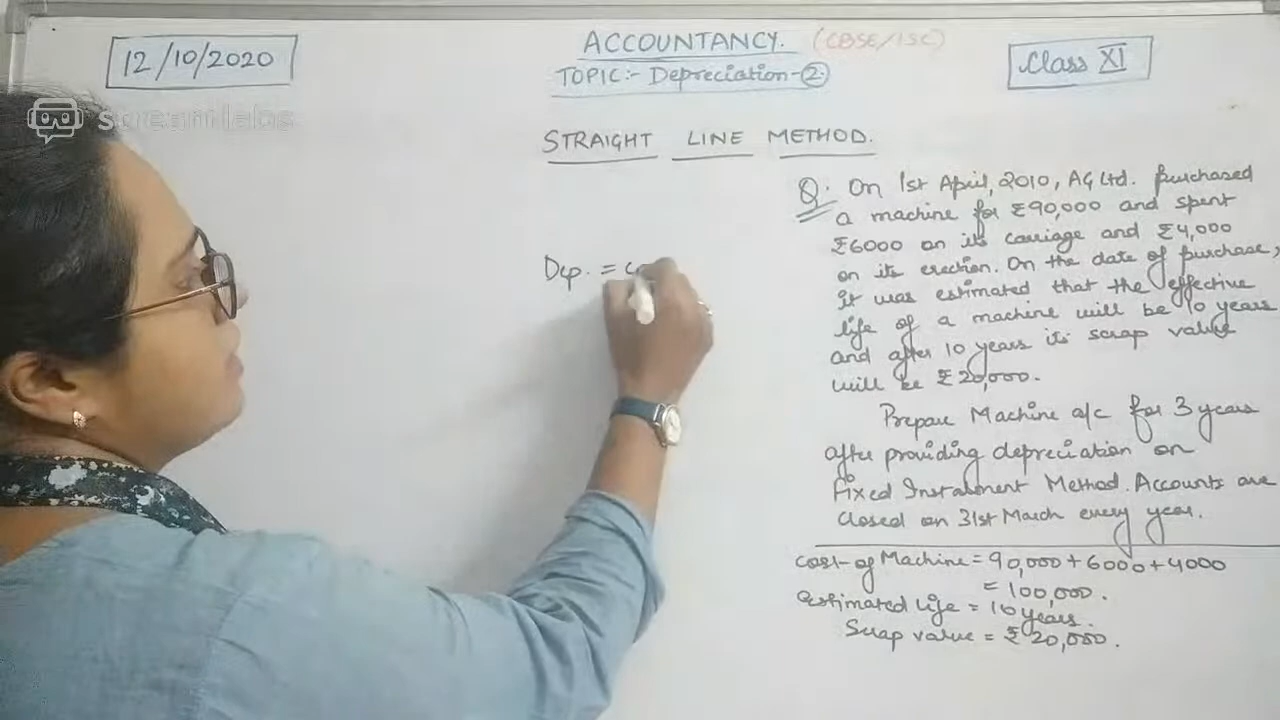 12/10/2020
ACCOUNTANCY. (CBSE/ISC)
TOPIC:- Depreciation-2.
Class XI
streamlabs
STRAIGHT LINE METHOD.
Q. On 1st April, 2010, AG Ltd. purchased
a machine for ₹90,000 and spent
₹6000 on its carriage and ₹4,000
on its erection. On the date of purchase,
it was estimated that the effective
life of a machine will be 10 years
and after 10 years its scrap value
will be ₹20,000.
Prepare Machine a/c for 3 years
after providing depreciation on
Fixed Instalment Method. Accounts are
closed on 31st March every year.
Cost of Machine = 90,000 + 6000 + 4000
= 100,000.
Estimated life = 10 years.
Scrap value = ₹20,000.
Dep. =